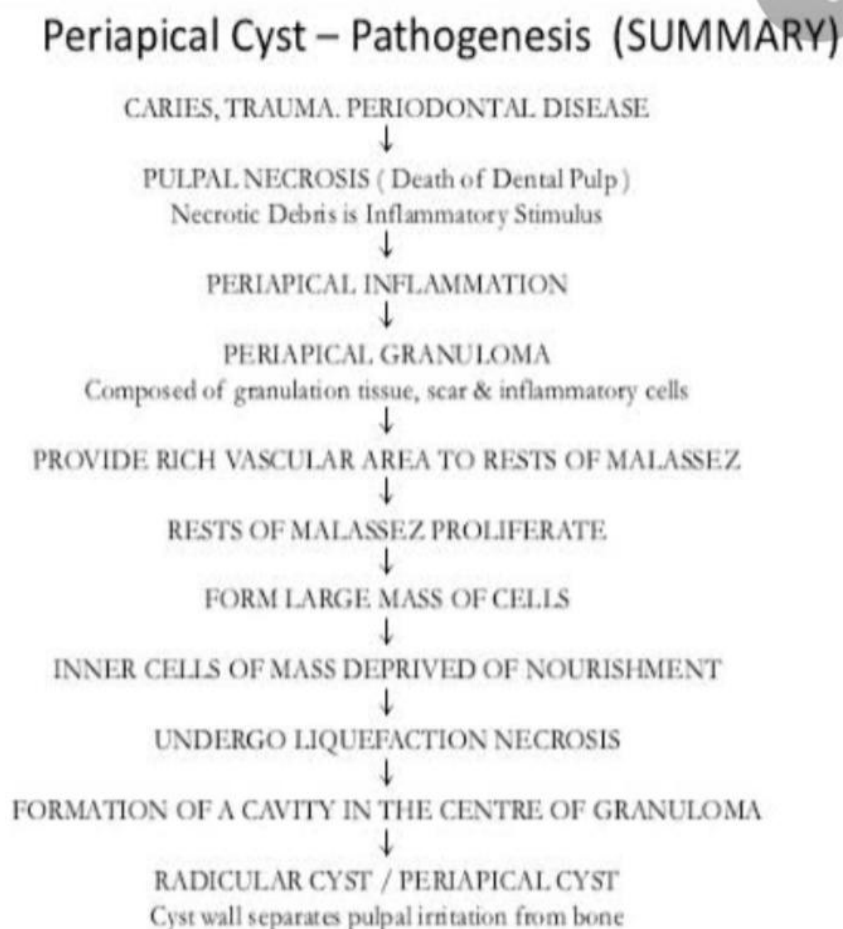 Periapical Cyst – Pathogenesis (SUMMARY)
CARIES, TRAUMA. PERIODONTAL DISEASE
↓
PULPAL NECROSIS ( Death of Dental Pulp )
Necrotic Debris is Inflammatory Stimulus
↓
PERIAPICAL INFLAMMATION
↓
PERIAPICAL GRANULOMA
Composed of granulation tissue, scar & inflammatory cells
↓
PROVIDE RICH VASCULAR AREA TO RESTS OF MALASSEZ
↓
RESTS OF MALASSEZ PROLIFERATE
↓
FORM LARGE MASS OF CELLS
↓
INNER CELLS OF MASS DEPRIVED OF NOURISHMENT
↓
UNDERGO LIQUEFACTION NECROSIS
↓
FORMATION OF A CAVITY IN THE CENTRE OF GRANULOMA
↓
RADICULAR CYST / PERIAPICAL CYST
Cyst wall separates pulpal irritation from bone